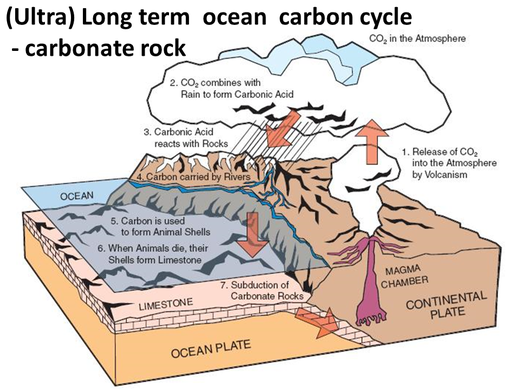 (Ultra) Long term ocean carbon cycle
- carbonate rock
CO2 in the Atmosphere
2. CO2 combines with
Rain to form Carbonic Acid
3. Carbonic Acid
reacts with Rocks
1. Release of CO2
into the Atmosphere
by Volcanism
4. Carbon carried by Rivers
OCEAN
5. Carbon is used
to form Animal Shells
6. When Animals die, their
Shells form Limestone
7. Subduction of
Carbonate Rocks
MAGMA
CHAMBER
LIMESTONE
CONTINENTAL
PLATE
OCEAN PLATE